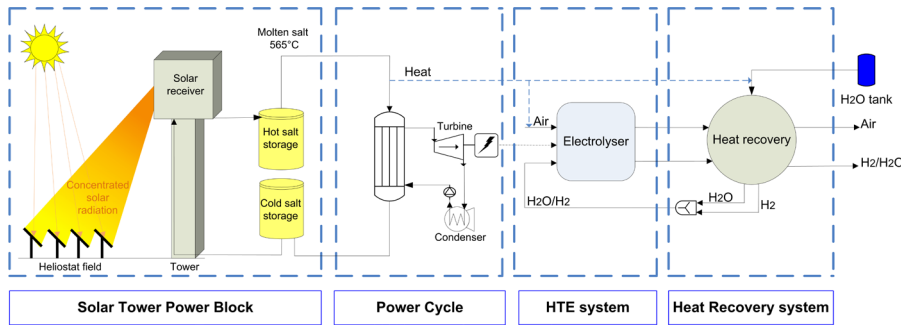 Molten salt
565°C
Solar
receiver
Hot salt
storage
Cold salt
storage
Concentrated
solar
radiation
Heliostat field
Tower
Heat
Turbine
Condenser
Air
Electrolyser
H2O/H2
Heat recovery
H2O
H2
H2O tank
Air
H2/H2O
Solar Tower Power Block
Power Cycle
HTE system
Heat Recovery system